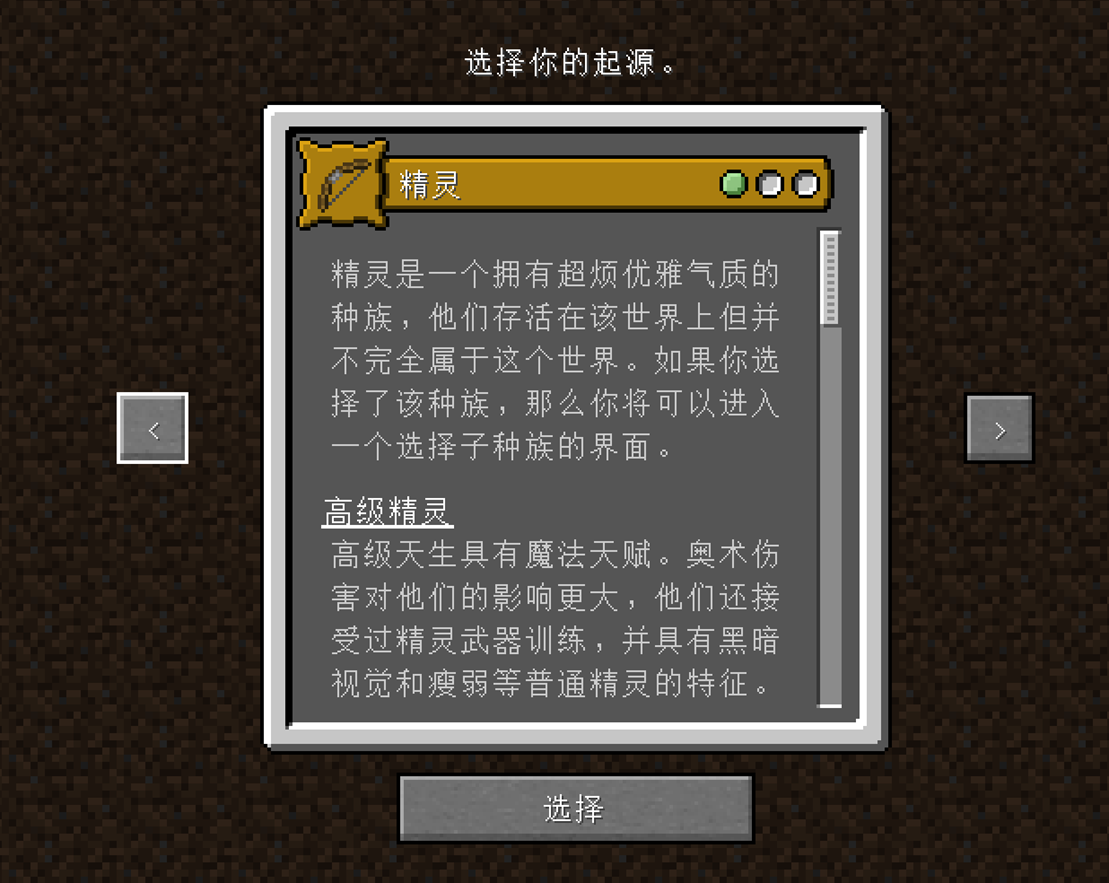 选择你的起源。
精灵
精灵是一个拥有超烦优雅气质的
种族，他们存活在该世界上但并
不完全属于这个世界。如果你选
择了该种族，那么你将可以进入
一个选择子种族的界面。
高级精灵
高级天生具有魔法天赋。奥术伤
害对他们的影响更大，他们还接
受过精灵武器训练，并具有黑暗
视觉和瘦弱等普通精灵的特征。
<
>
选择